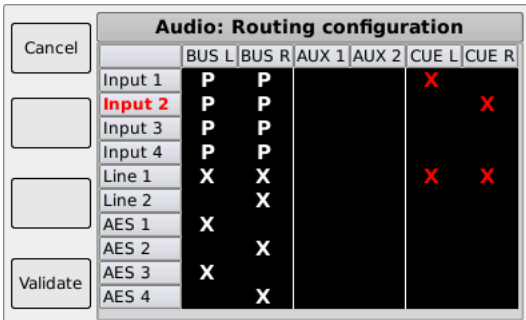 Audio: Routing configuration
Cancel
BUS L BUS R AUX 1 AUX 2 CUE L CUE R
Input 1 P P X
Input 2 P P X
Input 3 P P
Input 4 P P
Line 1 X X X X
Line 2 X
AES 1 X
AES 2 X
AES 3 X
Validate
AES 4 X